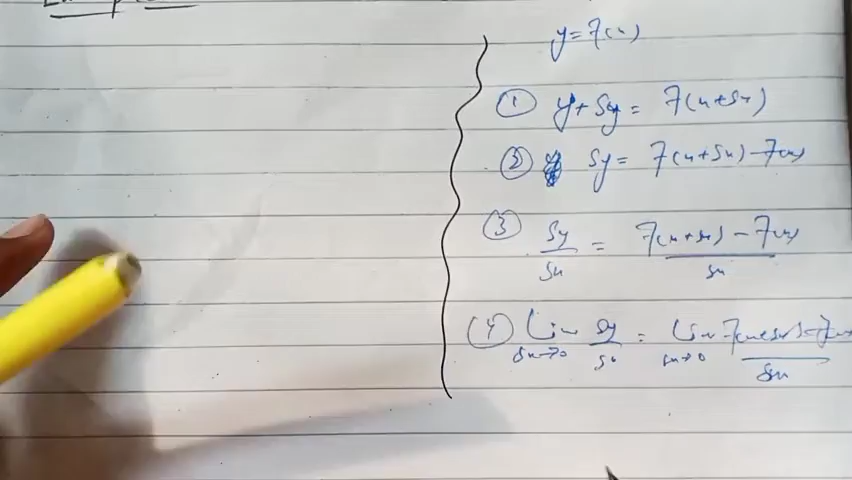 Example
y = f(x)
① y + δy = f(x+δx)
② δy = f(x+δx) - f(x)
③ δy/δx = f(x+δx) - f(x)/δx
(4) Lim δx→0 δy/δx = Lim δx→0 f(x+δx) - f(x)/δx